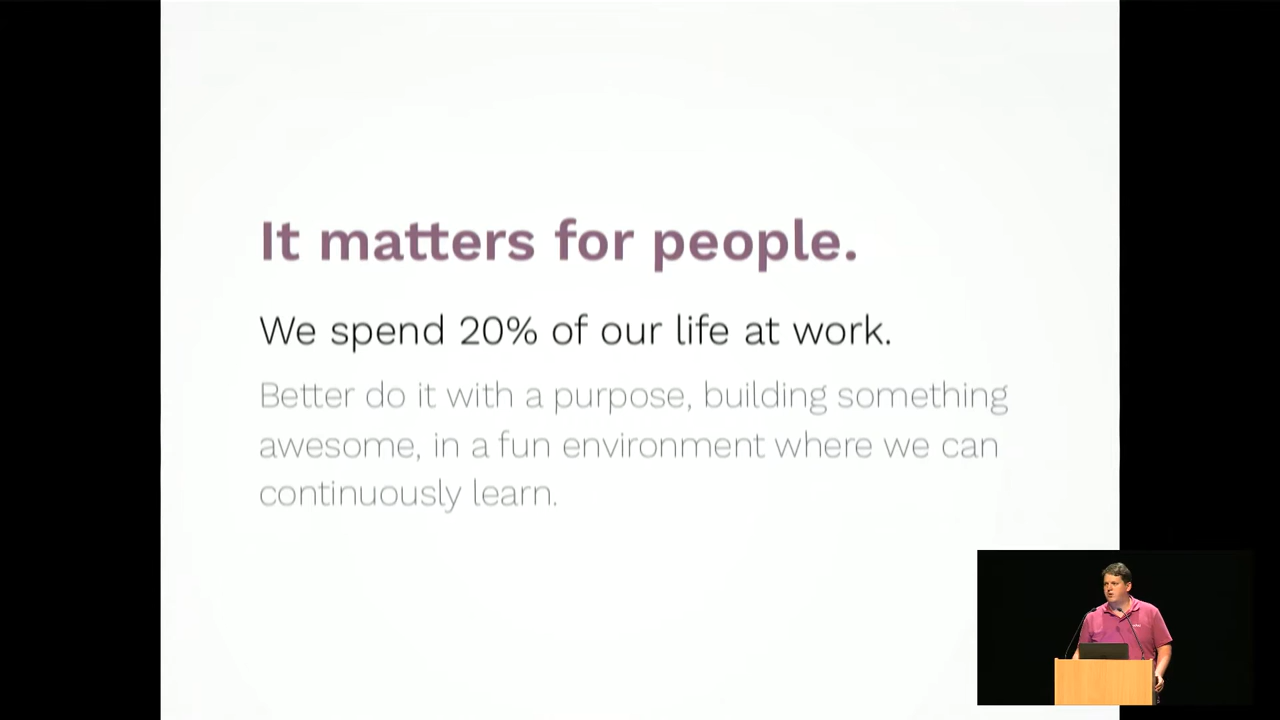 It matters for people.
We spend 20% of our life at work.
Better do it with a purpose, building something
awesome, in a fun environment where we can
continuously learn.